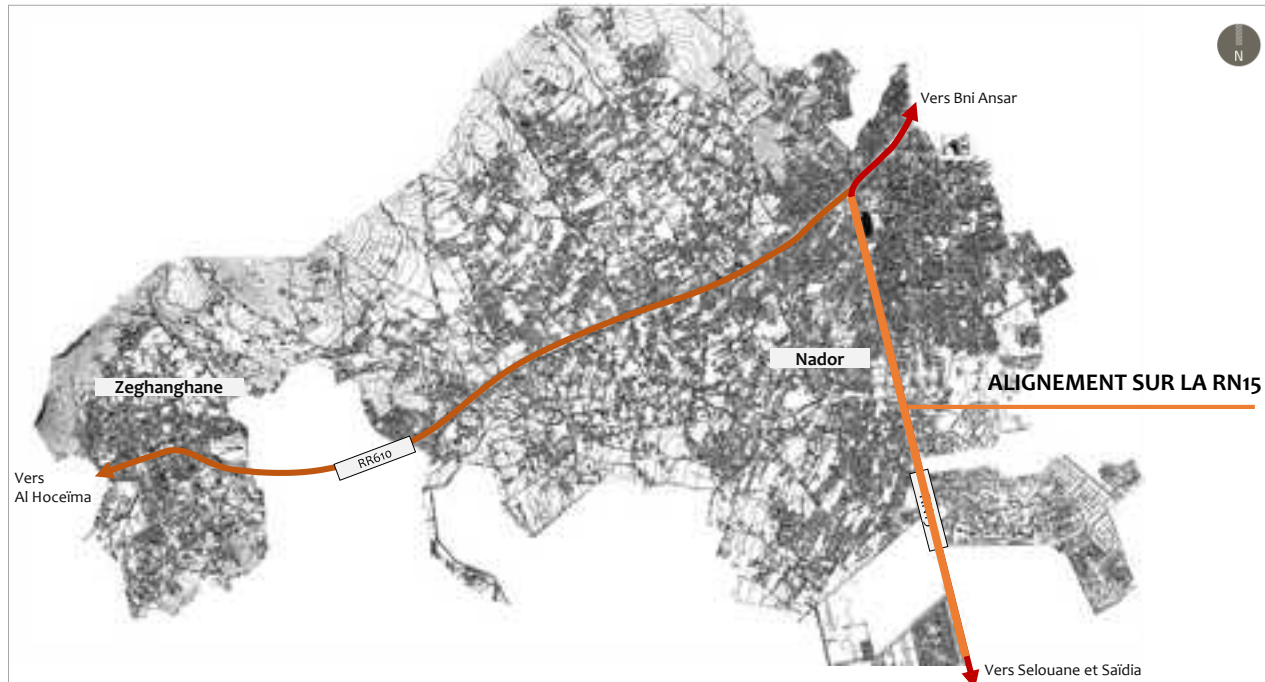 N
Vers Bni Ansar
Nador
Zeghanghane
ALIGNEMENT SUR LA RN15
RR610
Vers
Al Hoceïma
Vers Selouane et Saïdia